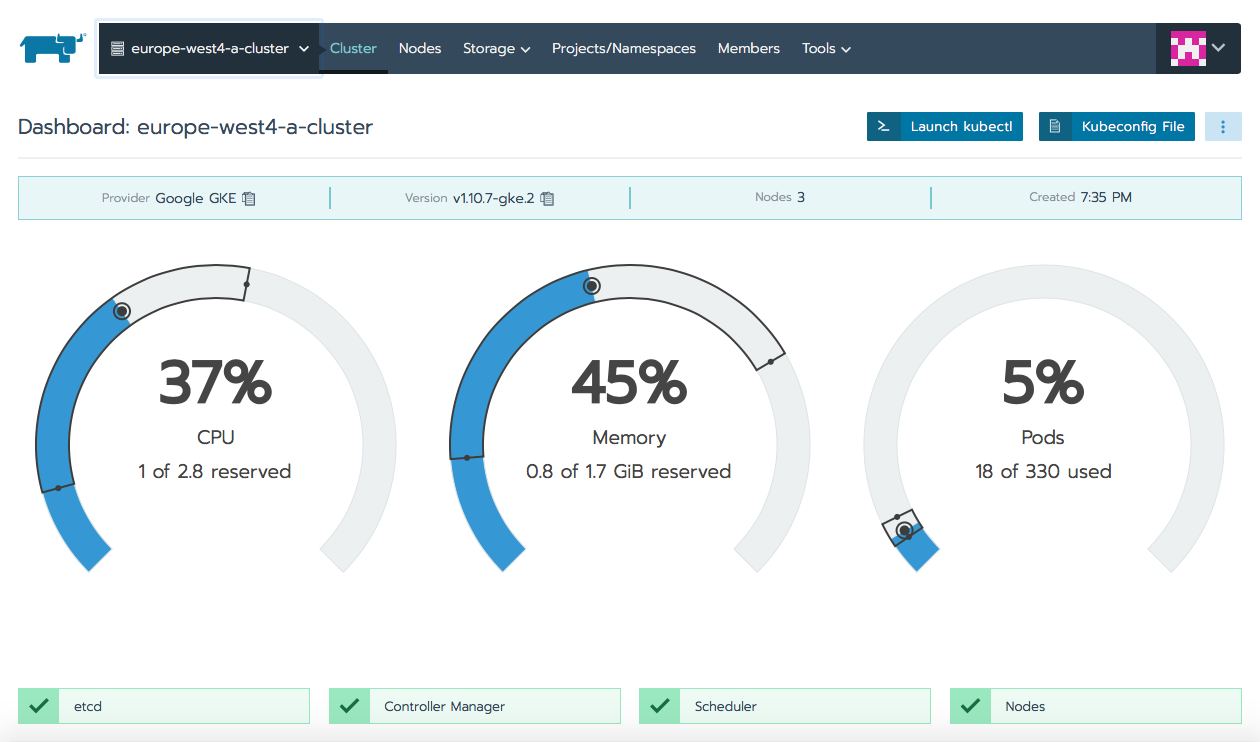 europe-west4-a-cluster Cluster Nodes Storage Projects/Namespaces Members Tools
Dashboard: europe-west4-a-cluster Launch kubectl Kubeconfig File
Provider Google GKE Version v1.10.7-gke.2 Nodes 3 Created 7:35 PM
37% 45% 5%
CPU Memory Pods
1 of 2.8 reserved 0.8 of 1.7 GiB reserved 18 of 330 used
etcd Controller Manager Scheduler Nodes